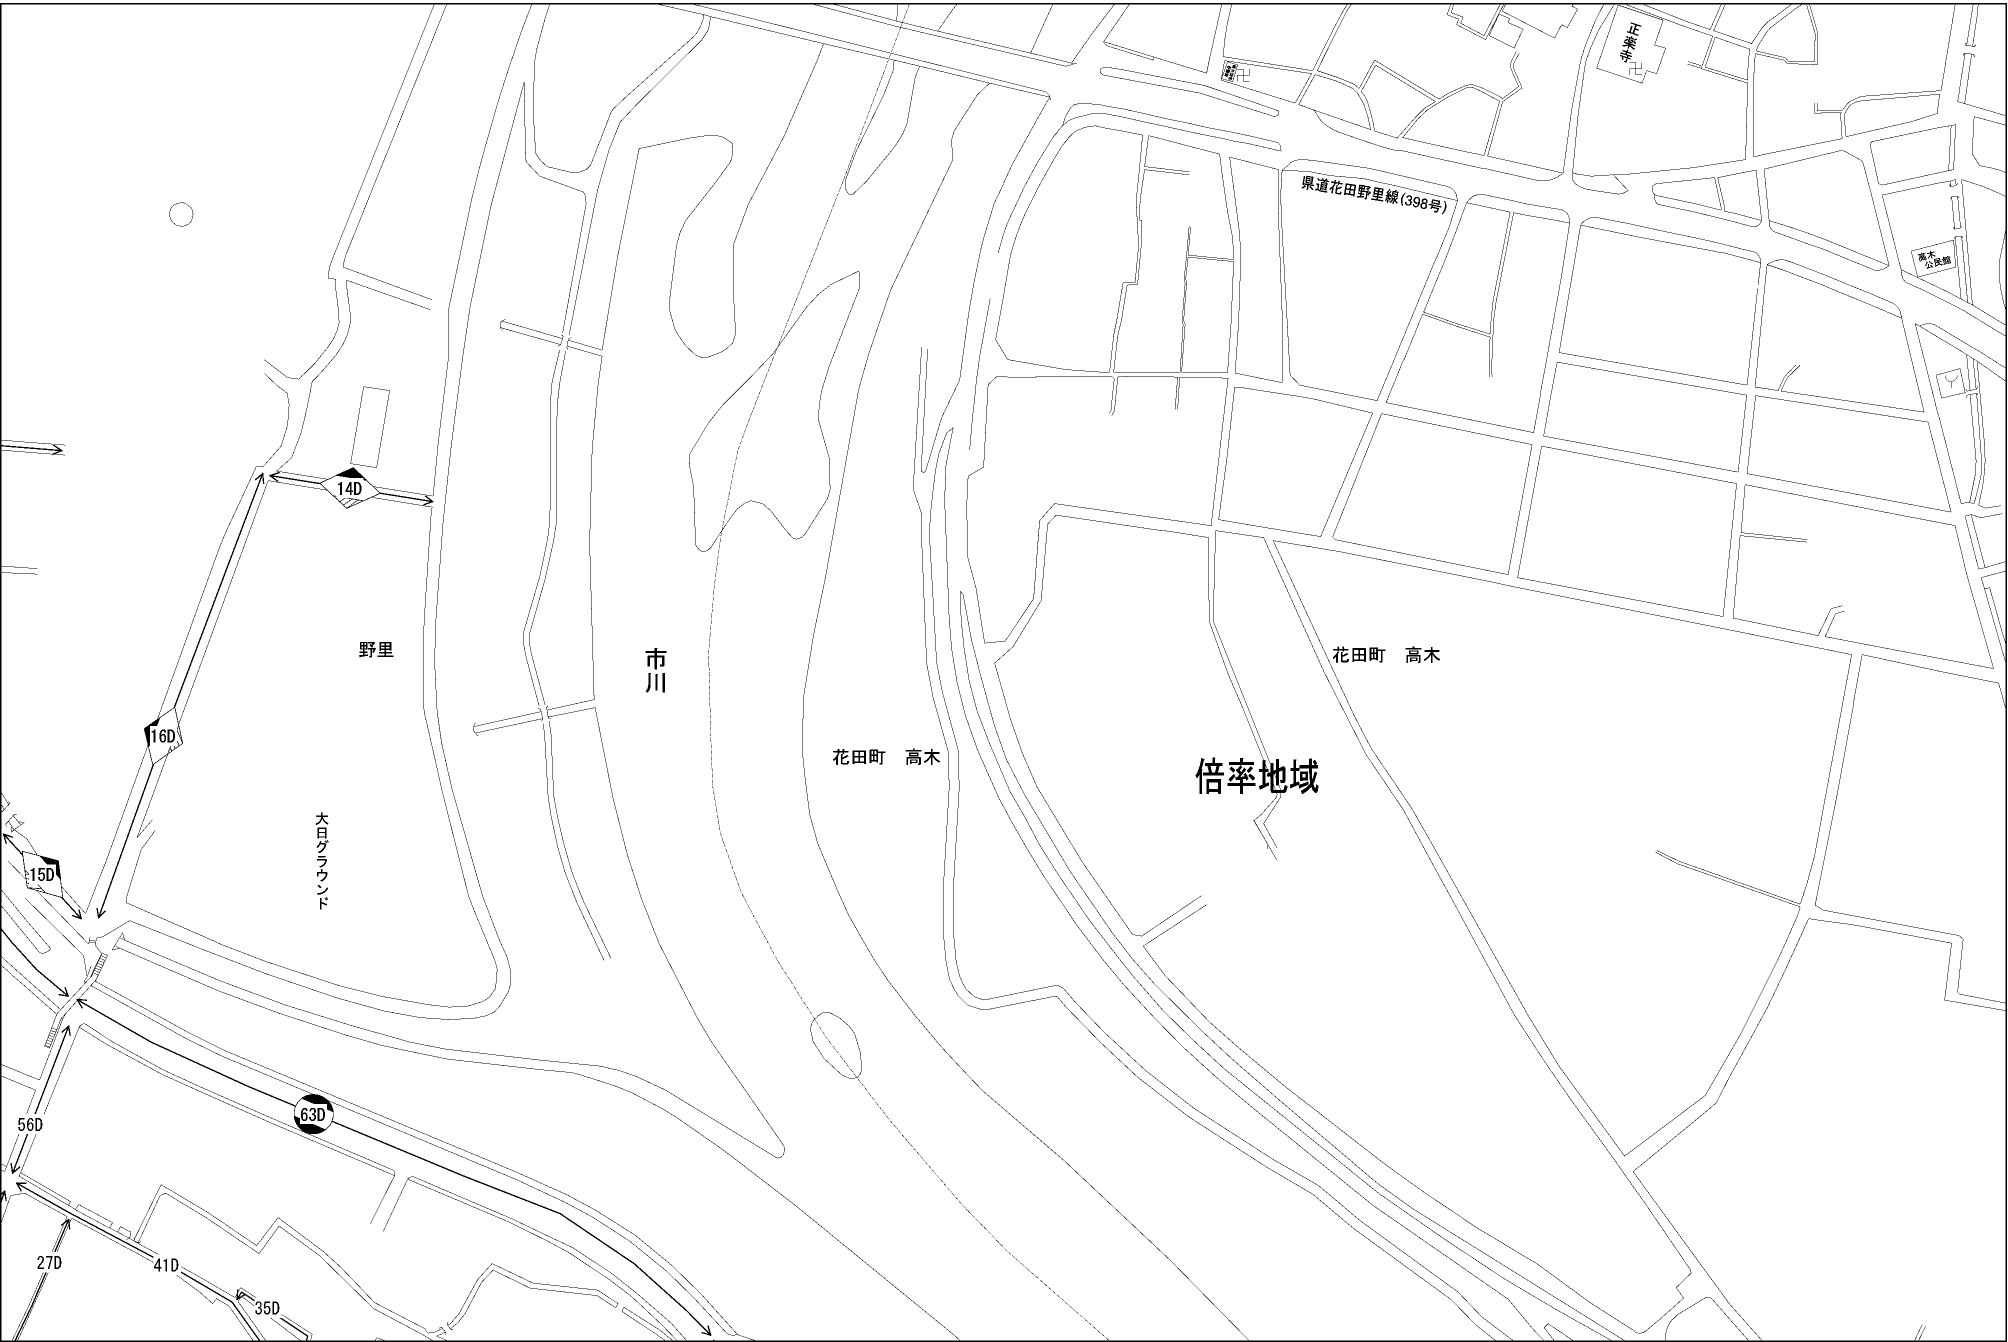 正楽寺
県道花田野里線(398号)
高木
公民館
14D
野里
市川
花田町　高木
16D
花田町　高木
倍率地域
大日グラウンド
15D
63D
56D
27D
41D
35D